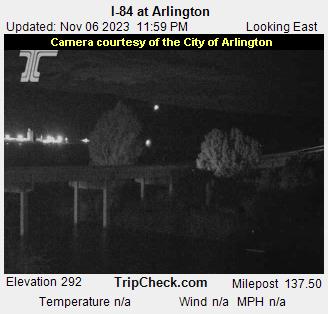 I-84 at Arlington
Updated: Nov 06 2023 11:59 PM Looking East
Camera courtesy of the City of Arlington
Elevation 292 TripCheck.com Milepost 137.50
Temperature n/a Wind n/a MPH n/a